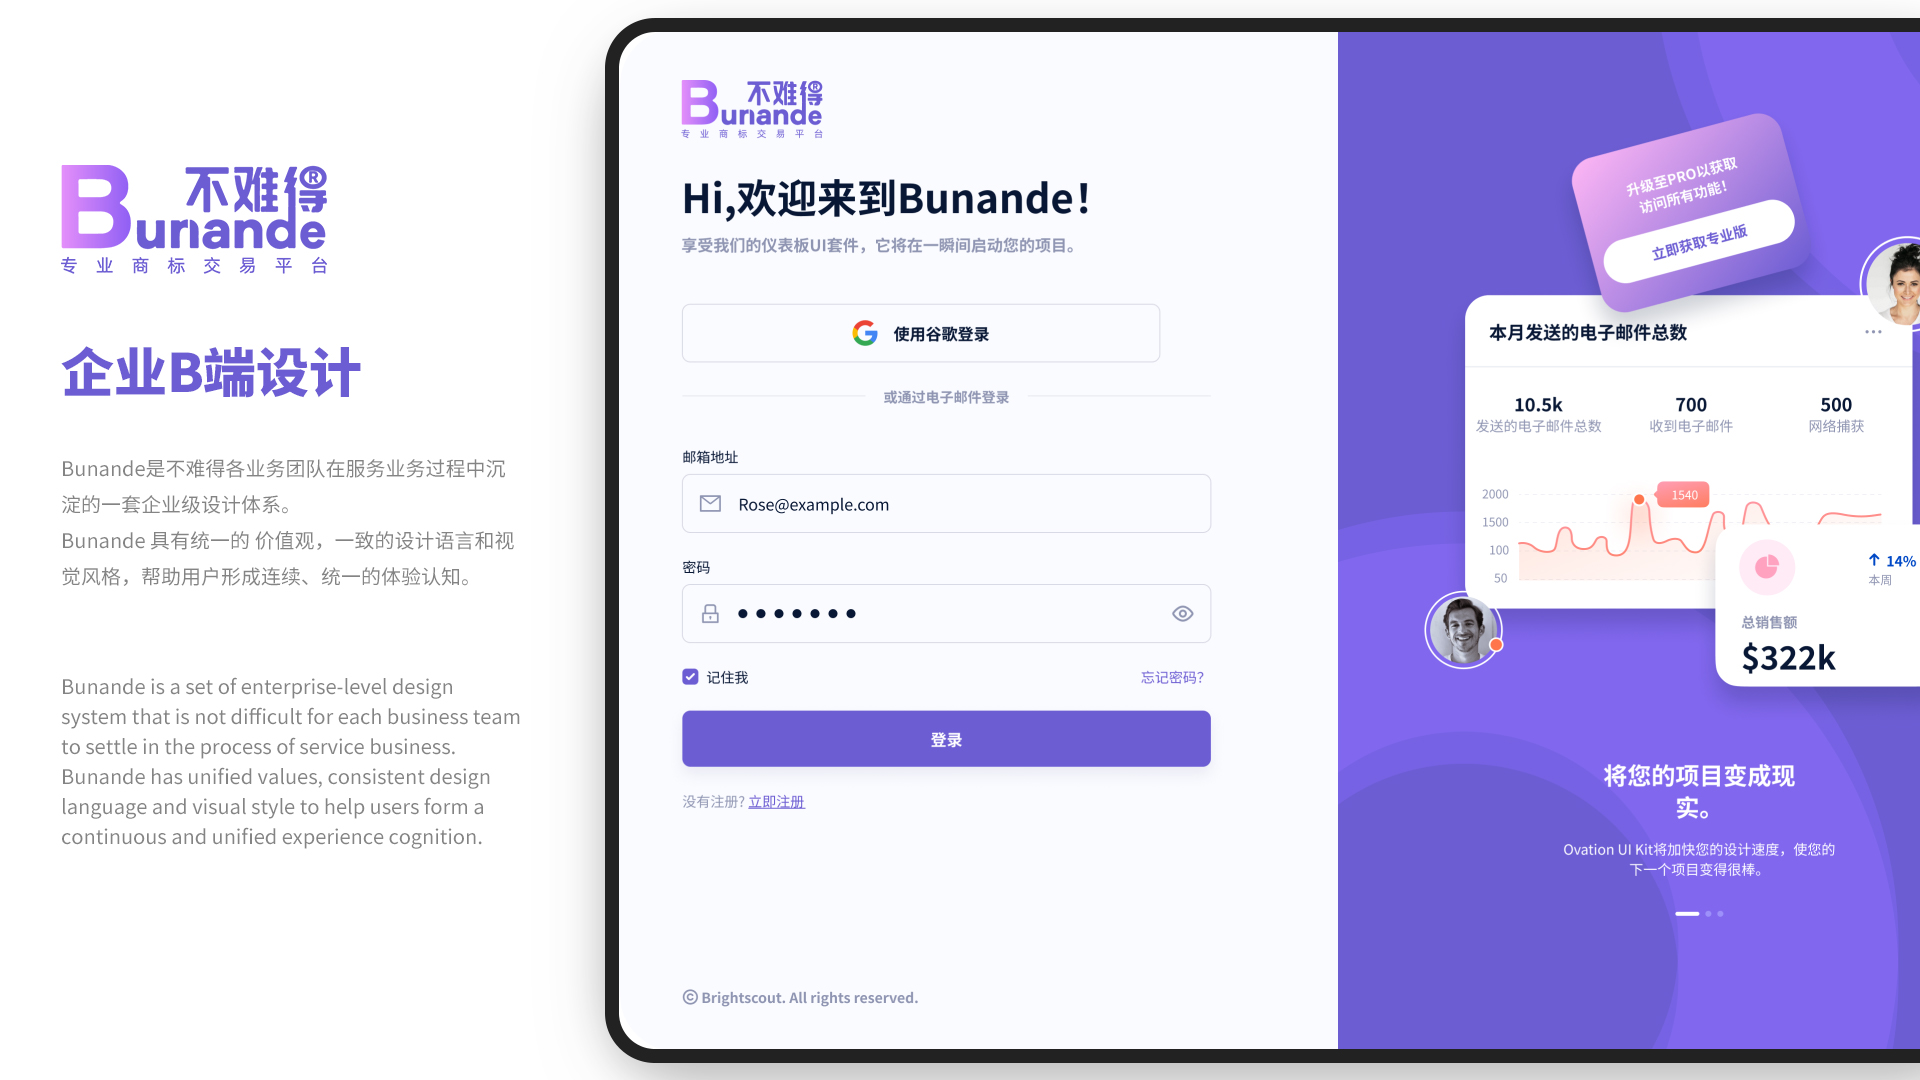 不难得®
Bunande
专业商标交易平台
企业B端设计
Bunande是不难得各业务团队在服务业务过程中沉
淀的一套企业级设计体系。
Bunande 具有统一的 价值观，一致的设计语言和视
觉风格，帮助用户形成连续、统一的体验认知。
Bunande is a set of enterprise-level design
system that is not difficult for each business team
to settle in the process of service business.
Bunande has unified values, consistent design
language and visual style to help users form a
continuous and unified experience cognition.
不难得®
Bunande
专业商标交易平台
Hi,欢迎来到Bunande！
享受我们的仪表板UI套件，它将在一瞬间启动您的项目。
使用谷歌登录
或通过电子邮件登录
邮箱地址
Rose@example.com
密码
记住我
忘记密码?
登录
没有注册? 立即注册
© Brightscout. All rights reserved.
升级至PRO以获取
访问所有功能！
立即获取专业版
本月发送的电子邮件总数
10.5k
发送的电子邮件总数
700
收到电子邮件
500
网络捕获
2000
1500
100
50
1540
14%
本周
总销售额
$322k
将您的项目变成现
实。
Ovation UI Kit将加快您的设计速度，使您的
下一个项目变得很棒。